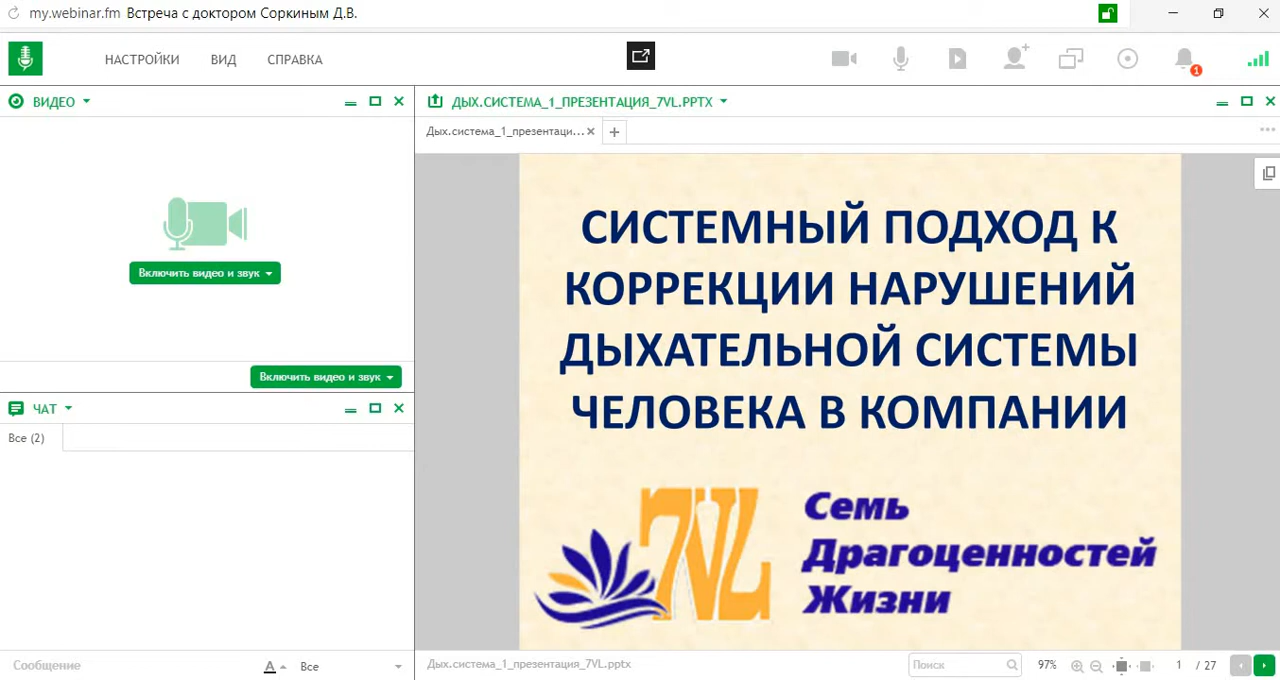 my.webinar.fm Встреча с доктором Соркиным Д.В.
НАСТРОЙКИ ВИД СПРАВКА
1
ВИДЕО
Включить видео и звук
Включить видео и звук
ЧАТ
Все (2)
Сообщение
А
Все
ДЫХ.СИСТЕМА_1_ПРЕЗЕНТАЦИЯ_7VL.PPTX
Дых.система_1_презентаци...
СИСТЕМНЫЙ ПОДХОД К
КОРРЕКЦИИ НАРУШЕНИЙ
ДЫХАТЕЛЬНОЙ СИСТЕМЫ
ЧЕЛОВЕКА В КОМПАНИИ
7VL
Семь
Драгоценностей
Жизни
Дых.система_1_презентация_7VL.pptx
Поиск
97%
1 / 27